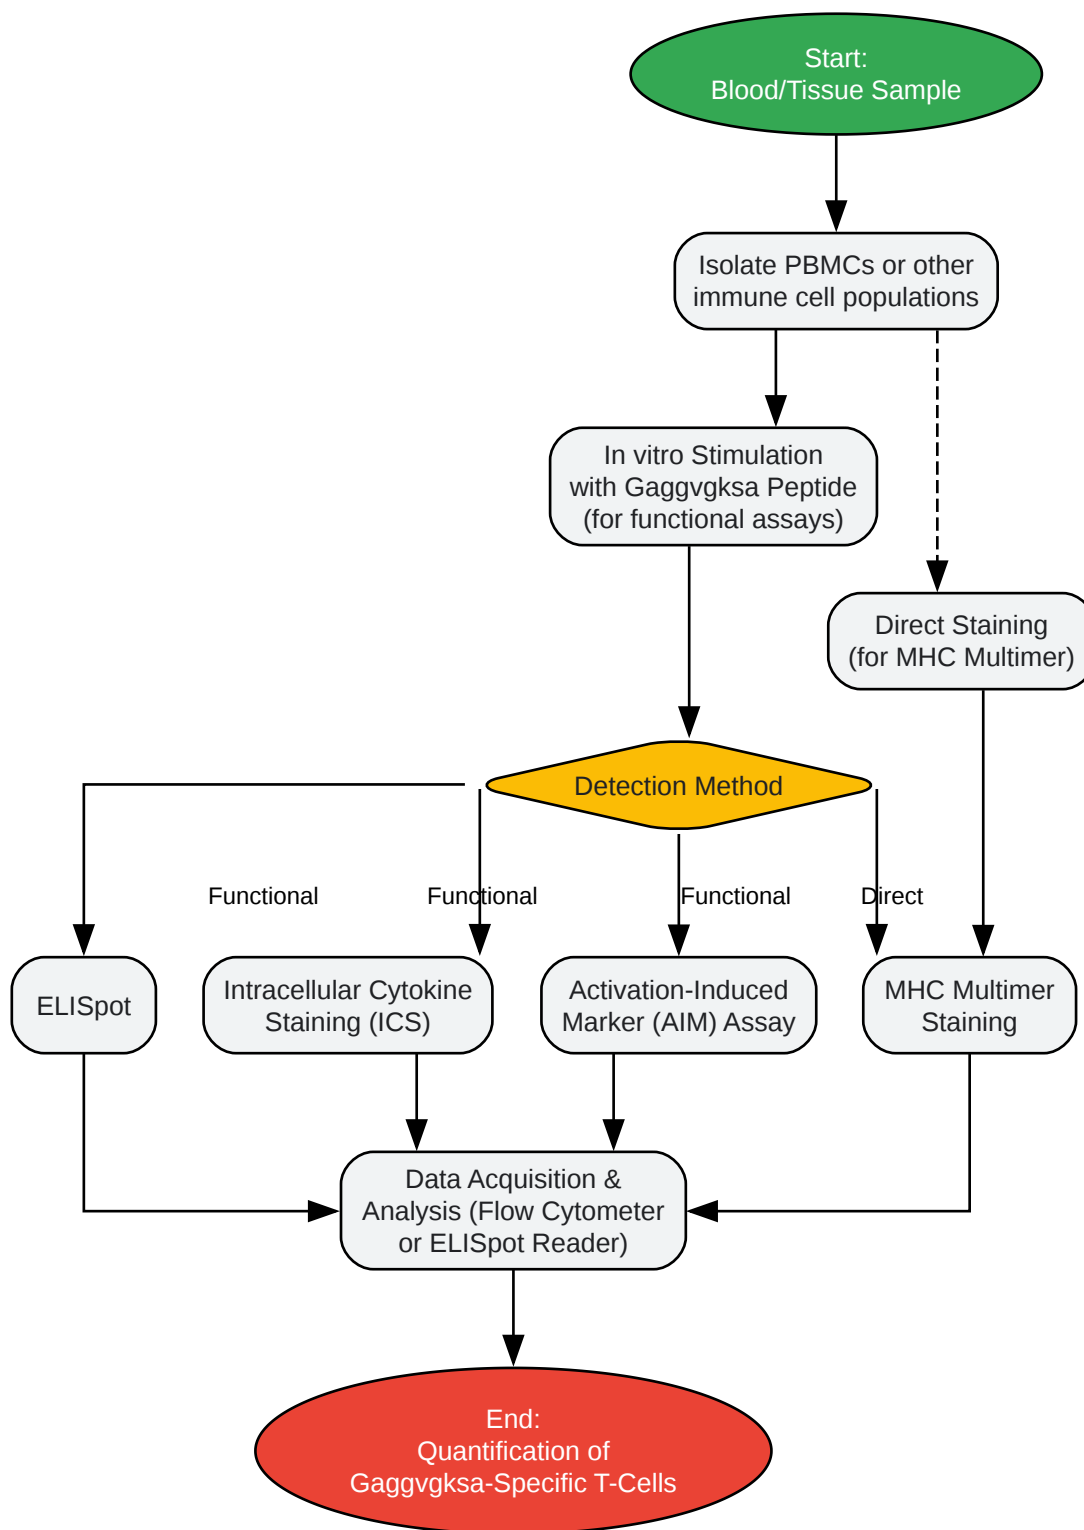 Start:
Blood/Tissue Sample
Isolate PBMCs or other
immune cell populations
In vitro Stimulation
with Gaggvgksa Peptide
(for functional assays)
Direct Staining
(for MHC Multimer)
Detection Method
Functional
Functional
Functional
Direct
ELISpot
Intracellular Cytokine
Staining (ICS)
Activation-Induced
Marker (AIM) Assay
MHC Multimer
Staining
Data Acquisition &
Analysis (Flow Cytometer
or ELISpot Reader)
End:
Quantification of
Gaggvgksa-Specific T-Cells